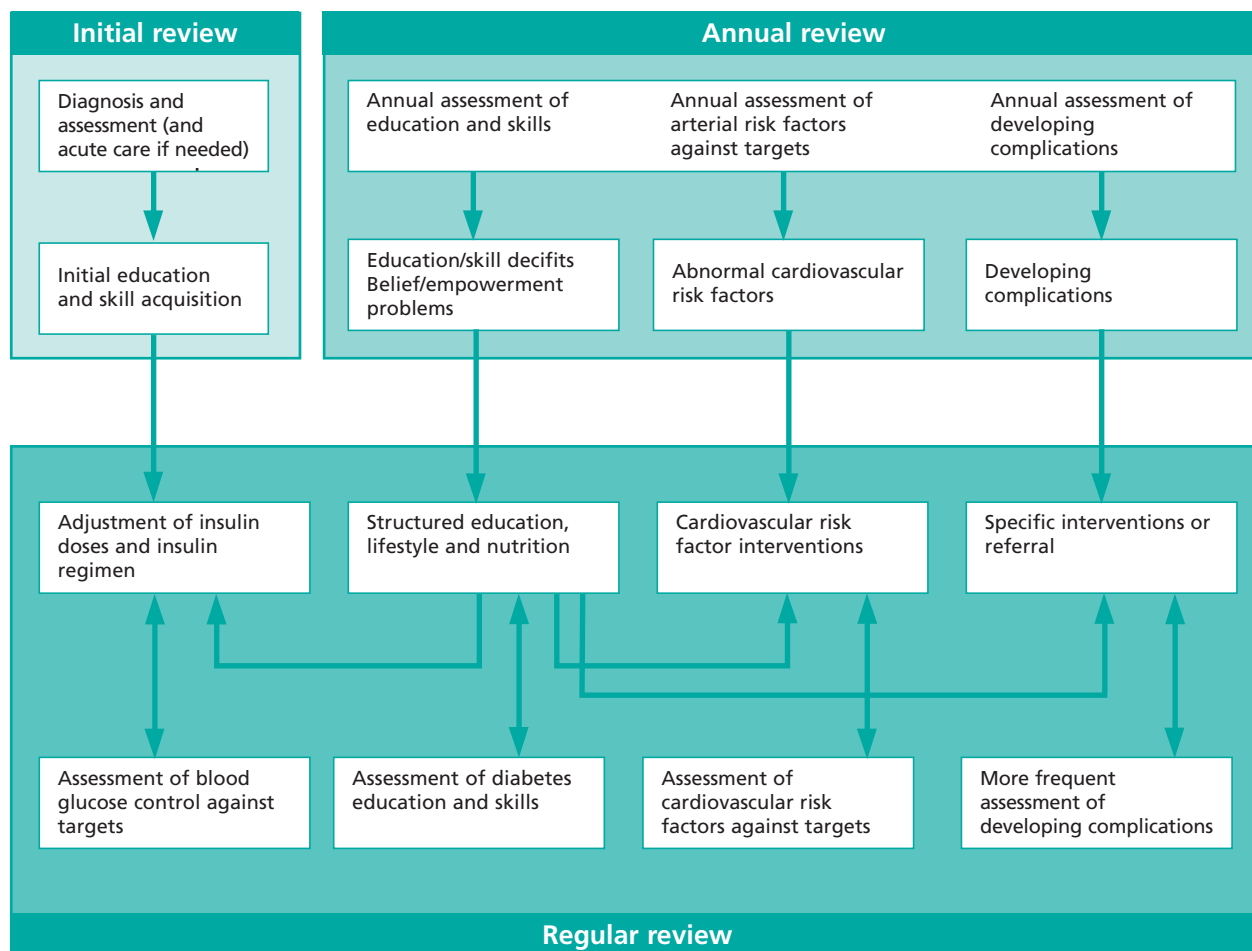 Initial review
Diagnosis and
assessment (and
acute care if needed)
Initial education
and skill acquisition
Annual review
Annual assessment of
education and skills
Annual assessment of
arterial risk factors
against targets
Annual assessment of
developing
complications
Education/skill decifits
Belief/empowerment
problems
Abnormal cardiovascular
risk factors
Developing
complications
Adjustment of insulin
doses and insulin
regimen
Structured education,
lifestyle and nutrition
Cardiovascular risk
factor interventions
Specific interventions or
referral
Assessment of blood
glucose control against
targets
Assessment of diabetes
education and skills
Assessment of
cardiovascular risk
factors against targets
More frequent
assessment of
developing complications
Regular review